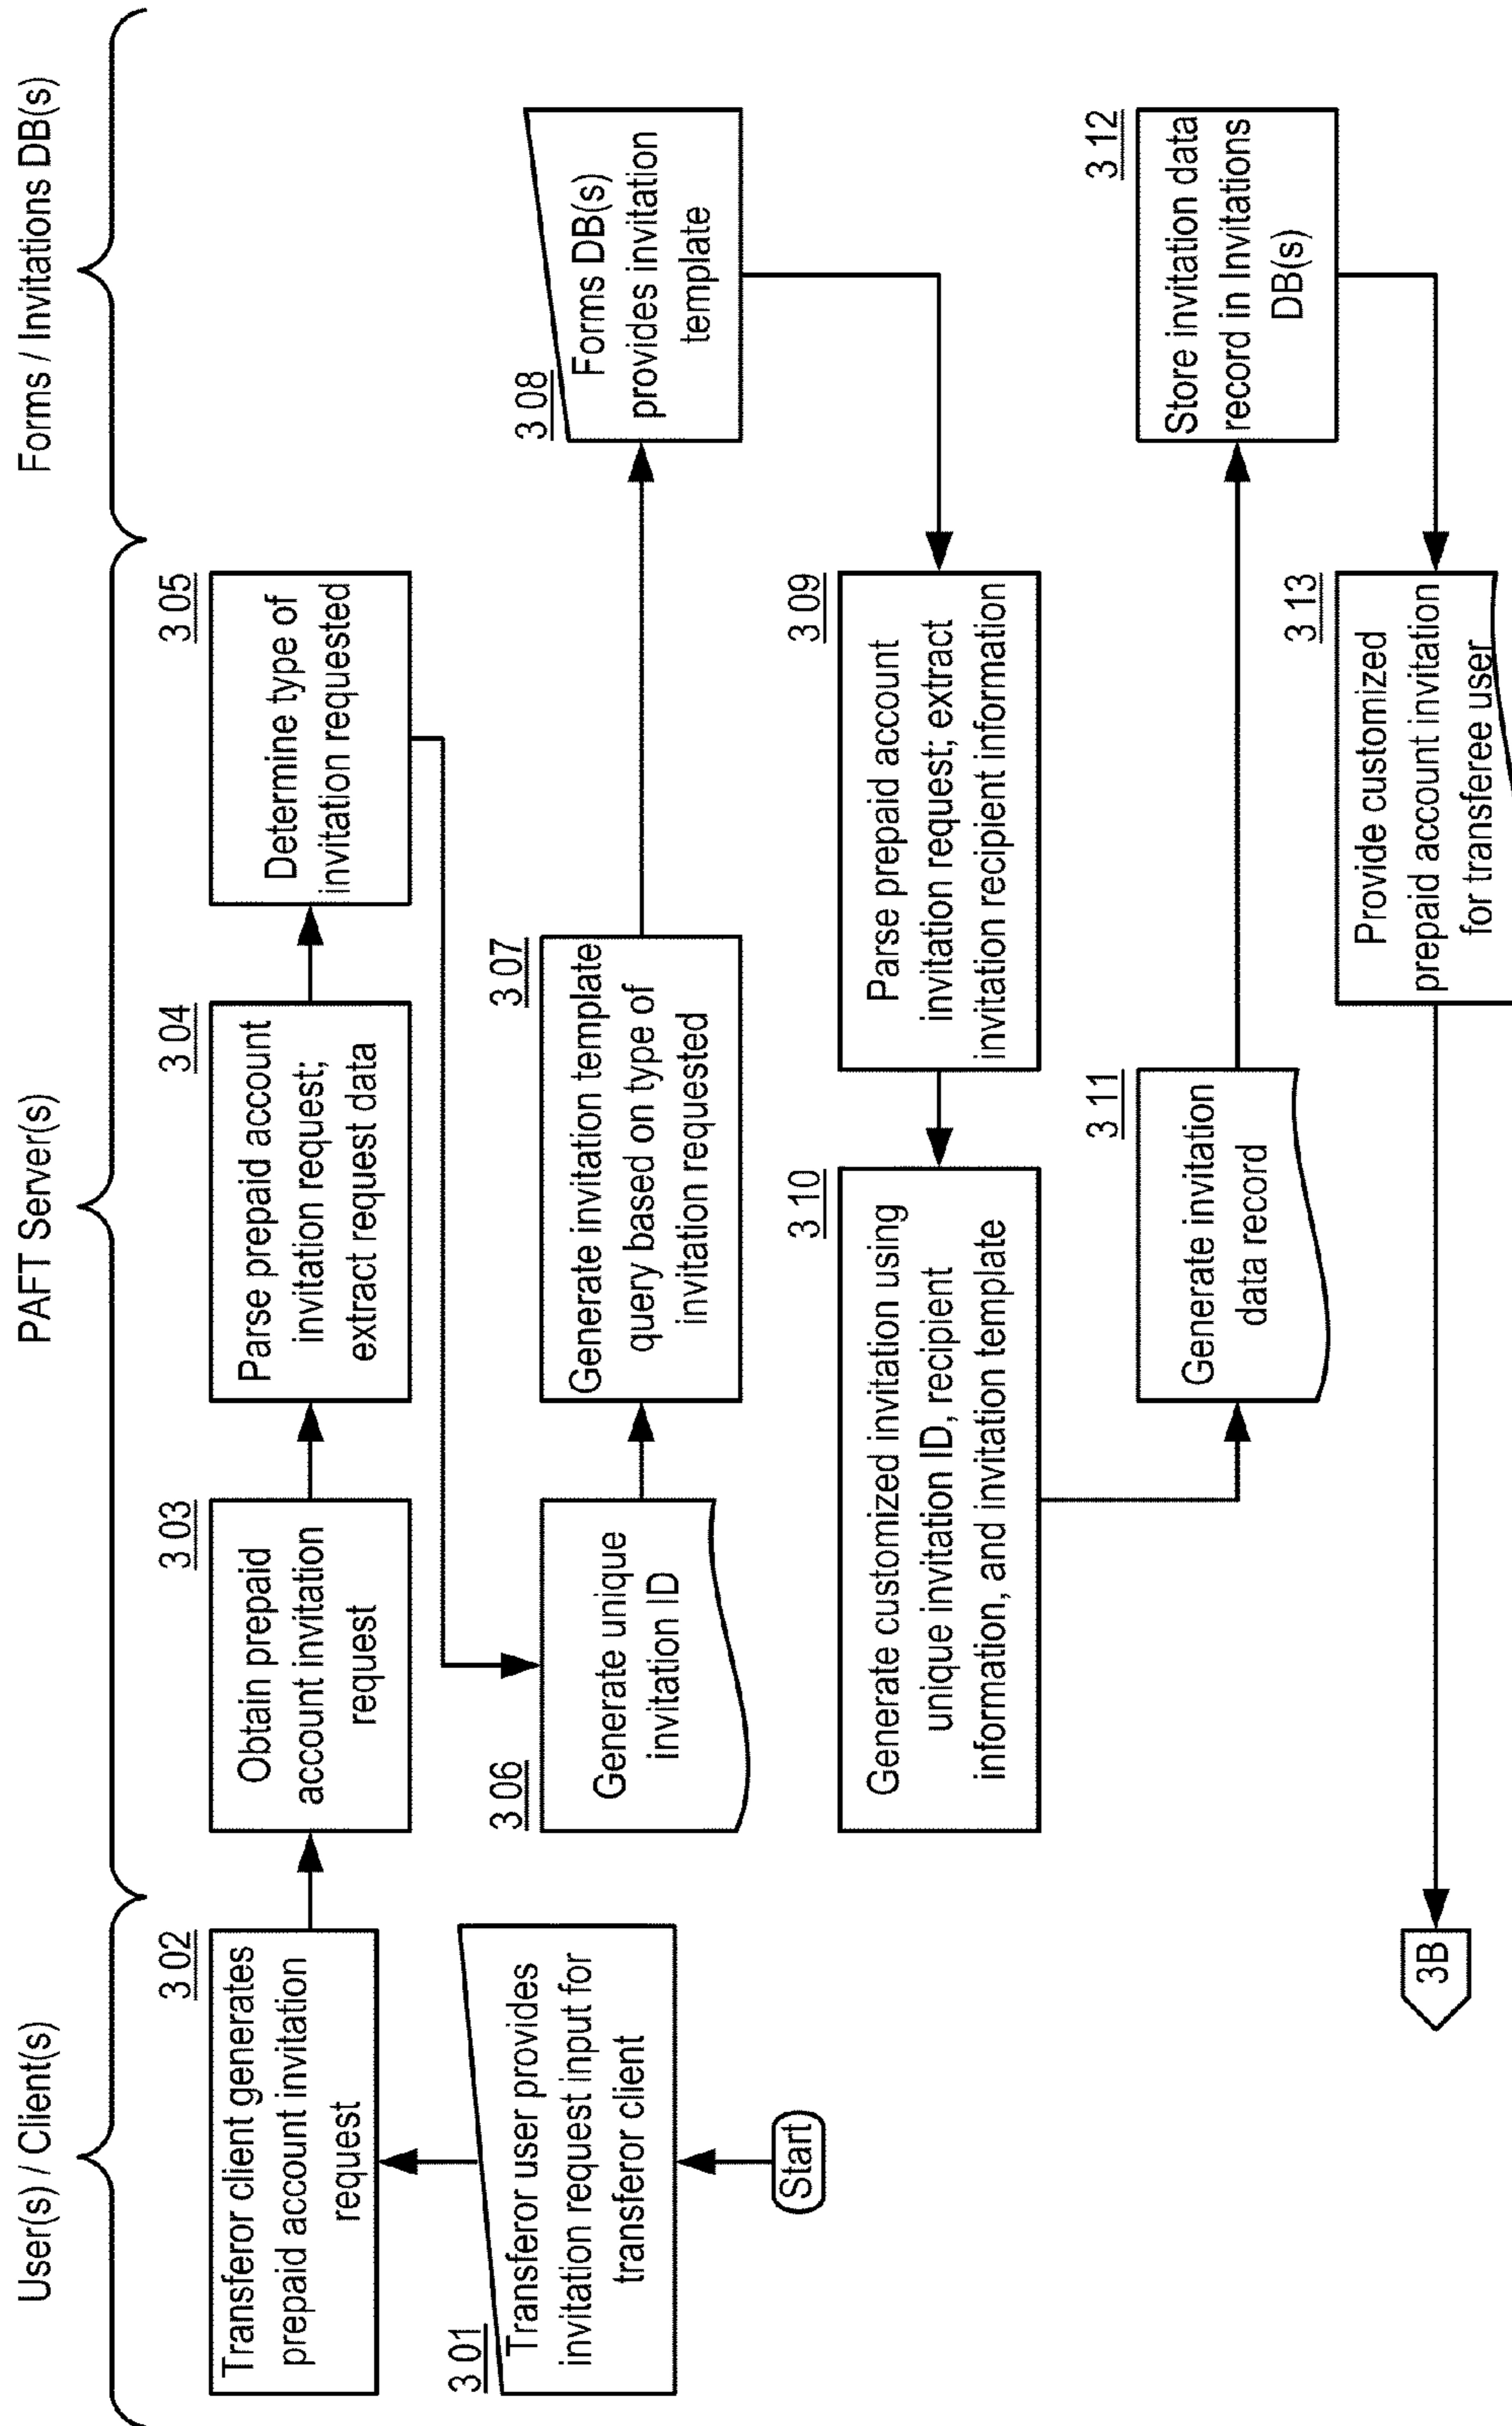 User(s) / Client(s)
PAFT Server(s)
Forms / Invitations DB(s)
3 02
Transferor client generates
prepaid account invitation
request
3 01
Transferor user provides
invitation request input for
transferor client
Start
3 03
Obtain prepaid
account invitation
request
3 04
Parse prepaid account
invitation request;
extract request data
3 05
Determine type of
invitation requested
3 06
Generate unique
invitation ID
3 07
Generate invitation template
query based on type of
invitation requested
3 08
Forms DB(s)
provides invitation
template
3 09
Parse prepaid account
invitation request; extract
invitation recipient information
3 10
Generate customized invitation using
unique invitation ID, recipient
information, and invitation template
3 11
Generate invitation
data record
3 12
Store invitation data
record in Invitations
DB(s)
3 13
Provide customized
prepaid account invitation
for transferee user
3B